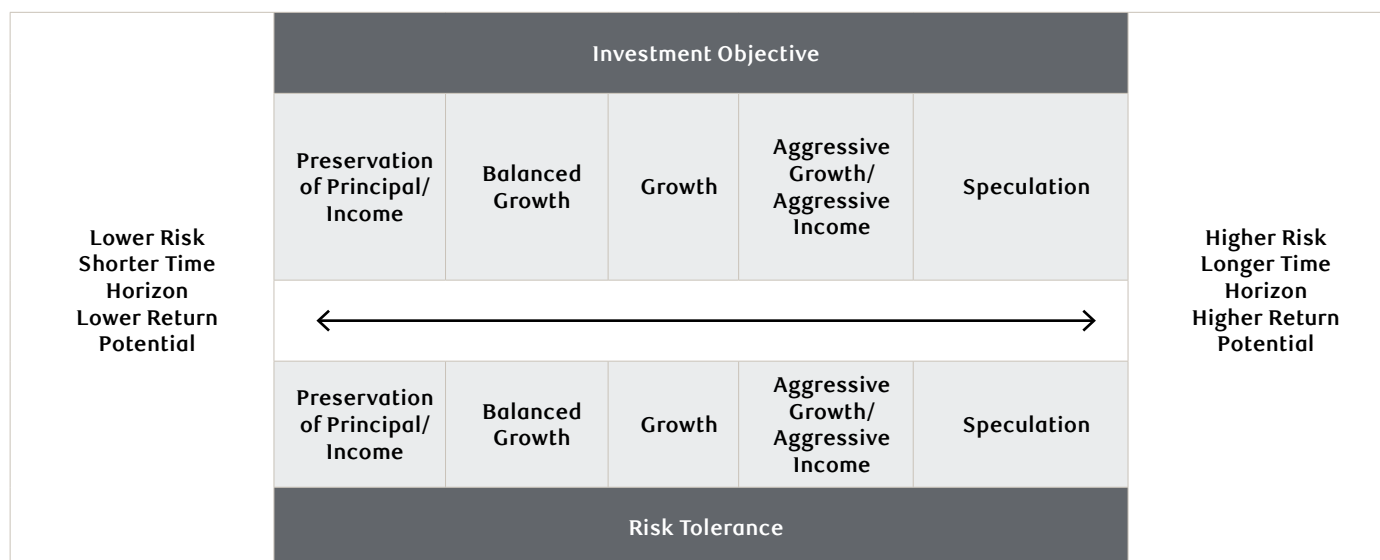 Investment Objective
Preservation
of Principal/
Income
Balanced
Growth
Growth
Aggressive
Growth/
Aggressive
Income
Speculation
Lower Risk
Shorter Time
Horizon
Lower Return
Potential
Higher Risk
Longer Time
Horizon
Higher Return
Potential
Preservation
of Principal/
Income
Balanced
Growth
Growth
Aggressive
Growth/
Aggressive
Income
Speculation
Risk Tolerance